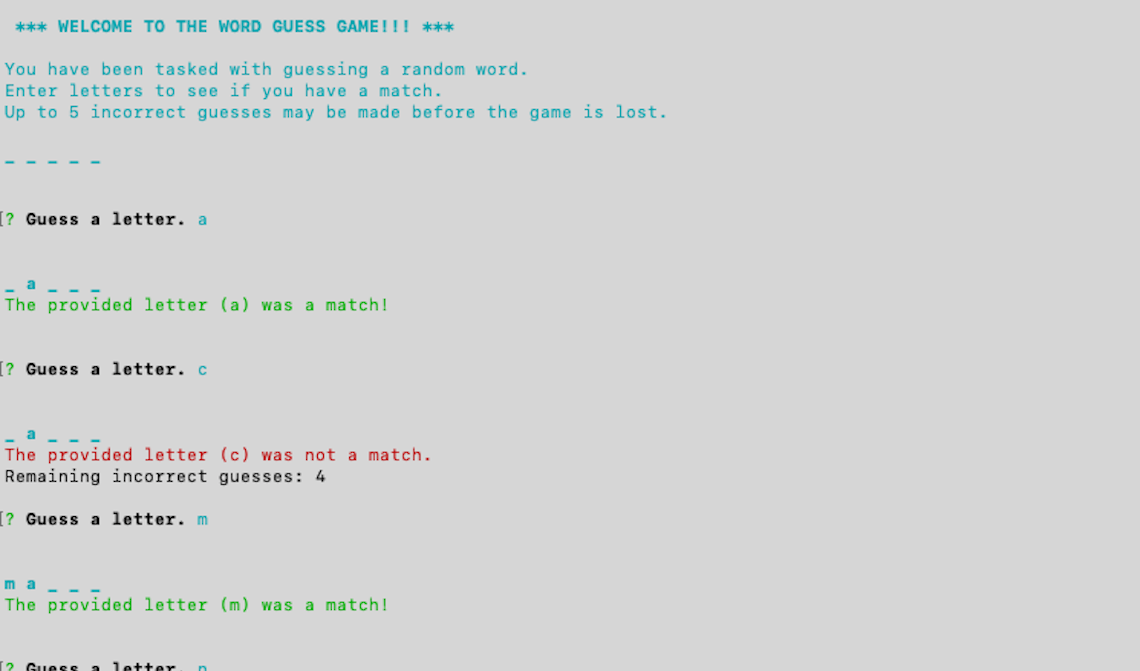 *** WELCOME TO THE WORD GUESS GAME!!! ***
You have been tasked with guessing a random word.
Enter letters to see if you have a match.
Up to 5 incorrect guesses may be made before the game is lost.
_ _ _ _ _
[? Guess a letter. a
_ a _ _ _
The provided letter (a) was a match!
[? Guess a letter. c
_ a _ _ _
The provided letter (c) was not a match.
Remaining incorrect guesses: 4
[? Guess a letter. m
m a _ _ _
The provided letter (m) was a match!
[? Guess a letter.